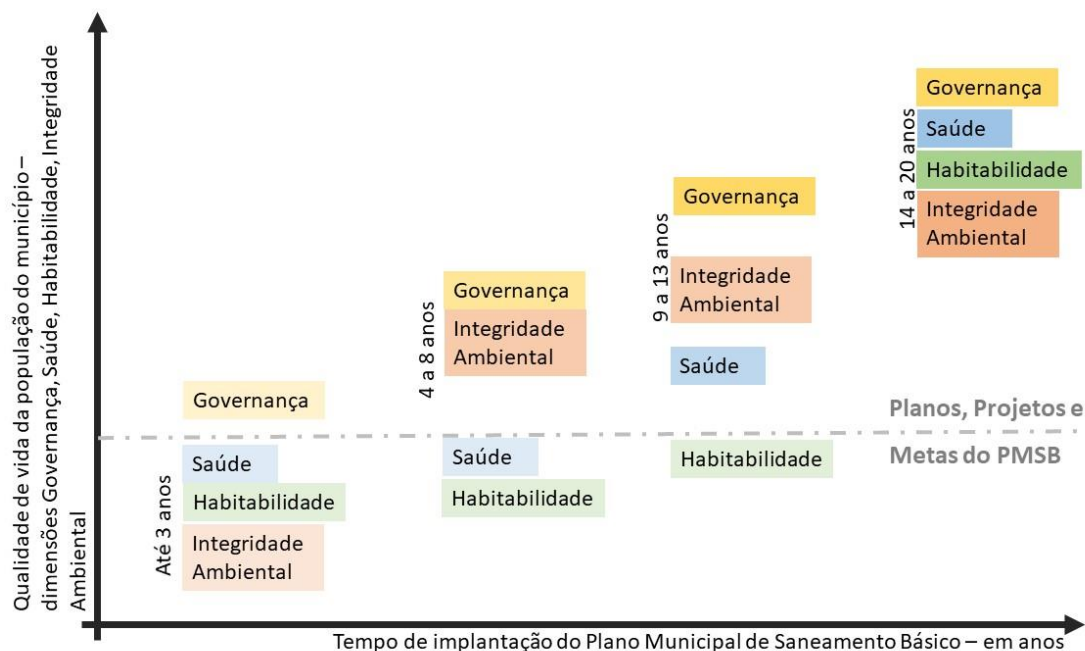 Qualidade de vida da população do município –
dimensões Governança, Saúde, Habitabilidade, Integridade
Ambiental
Até 3 anos
Governança
Saúde
Habitabilidade
Integridade
Ambiental
4 a 8 anos
Governança
Integridade
Ambiental
Saúde
Habitabilidade
9 a 13 anos
Governança
Integridade
Ambiental
Saúde
Habitabilidade
14 a 20 anos
Governança
Saúde
Habitabilidade
Integridade
Ambiental
Planos, Projetos e
Metas do PMSB
Tempo de implantação do Plano Municipal de Saneamento Básico – em anos